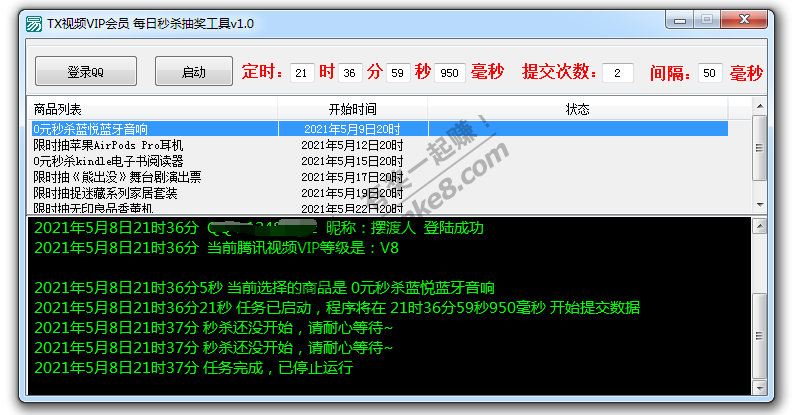 TX视频VIP会员 每日秒杀抽奖工具v1.0
登录QQ 启动 定时: 21 时 36 分 59 秒 950 毫秒 提交次数: 2 间隔: 50 毫秒
商品列表 开始时间 状态
0元秒杀蓝悦蓝牙音响 2021年5月9日20时
限时抽苹果AirPods Pro耳机 2021年5月12日20时
0元秒杀kindle电子书阅读器 2021年5月15日20时
限时抽《熊出没》舞台剧演出票 2021年5月17日20时
限时抽捉迷藏系列家居套装 2021年5月19日20时
限时抽无印良品香薰机 2021年5月22日20时
2021年5月8日21时36分 昵称：摆渡人 登陆成功
2021年5月8日21时36分 当前腾讯视频VIP等级是：V8
2021年5月8日21时36分5秒 当前选择的商品是 0元秒杀蓝悦蓝牙音响
2021年5月8日21时36分21秒 任务已启动，程序将在 21时36分59秒950毫秒 开始提交数据
2021年5月8日21时37分 秒杀还没开始，请耐心等待~
2021年5月8日21时37分 秒杀还没开始，请耐心等待~
2021年5月8日21时37分 任务完成，已停止运行